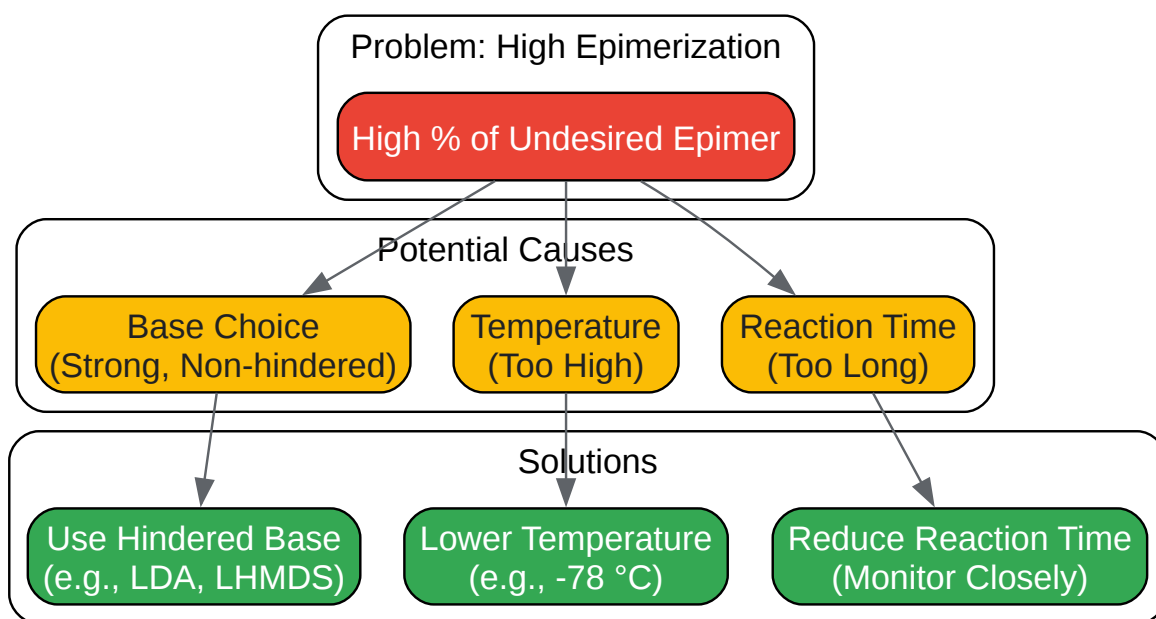 Problem: High Epimerization
High % of Undesired Epimer
Potential Causes
Base Choice
(Strong, Non-hindered)
Temperature
(Too High)
Reaction Time
(Too Long)
Solutions
Use Hindered Base
(e.g., LDA, LHMDS)
Lower Temperature
(e.g., -78 °C)
Reduce Reaction Time
(Monitor Closely)